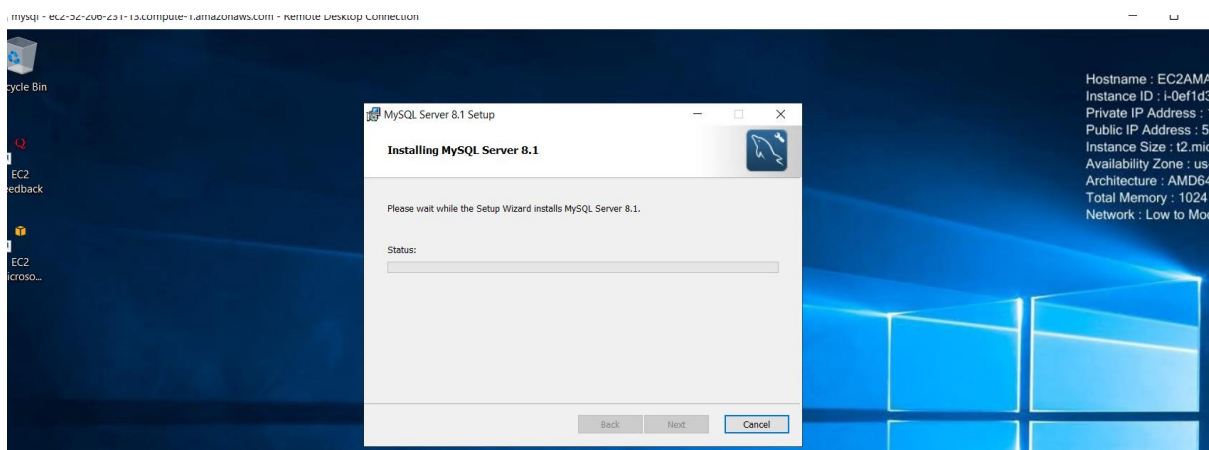 mysql - ec2-52-206-231-13.compute-1.amazonaws.com - Remote Desktop Connection
cycle Bin
EC2
eedback
EC2
icroso...
MySQL Server 8.1 Setup
Installing MySQL Server 8.1
Please wait while the Setup Wizard installs MySQL Server 8.1.
Status:
Back Next Cancel
Hostname : EC2AMA
Instance ID : i-0ef1d3
Private IP Address :
Public IP Address : 5
Instance Size : t2.mic
Availability Zone : us
Architecture : AMD64
Total Memory : 1024
Network : Low to Mod